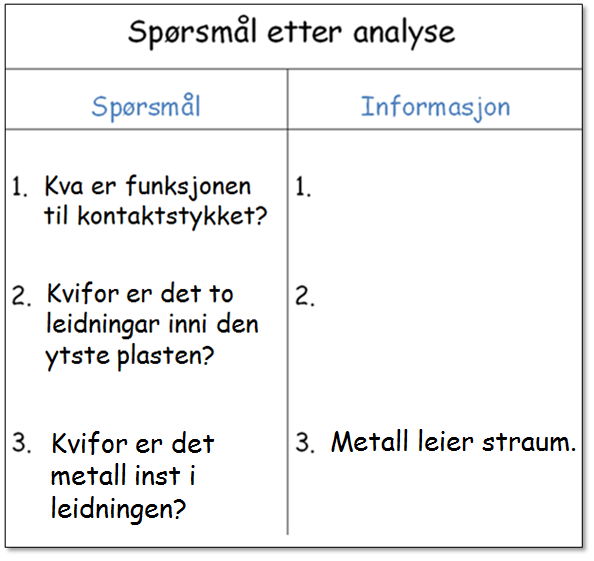 Spørsmål etter analyse
Spørsmål
Informasjon
1. Kva er funksjonen
til kontaktstykket?
1.
2. Kvifor er det to
leidningar inni den
ytste plasten?
2.
3. Kvifor er det
metall inst i
leidningen?
3. Metall leier straum.